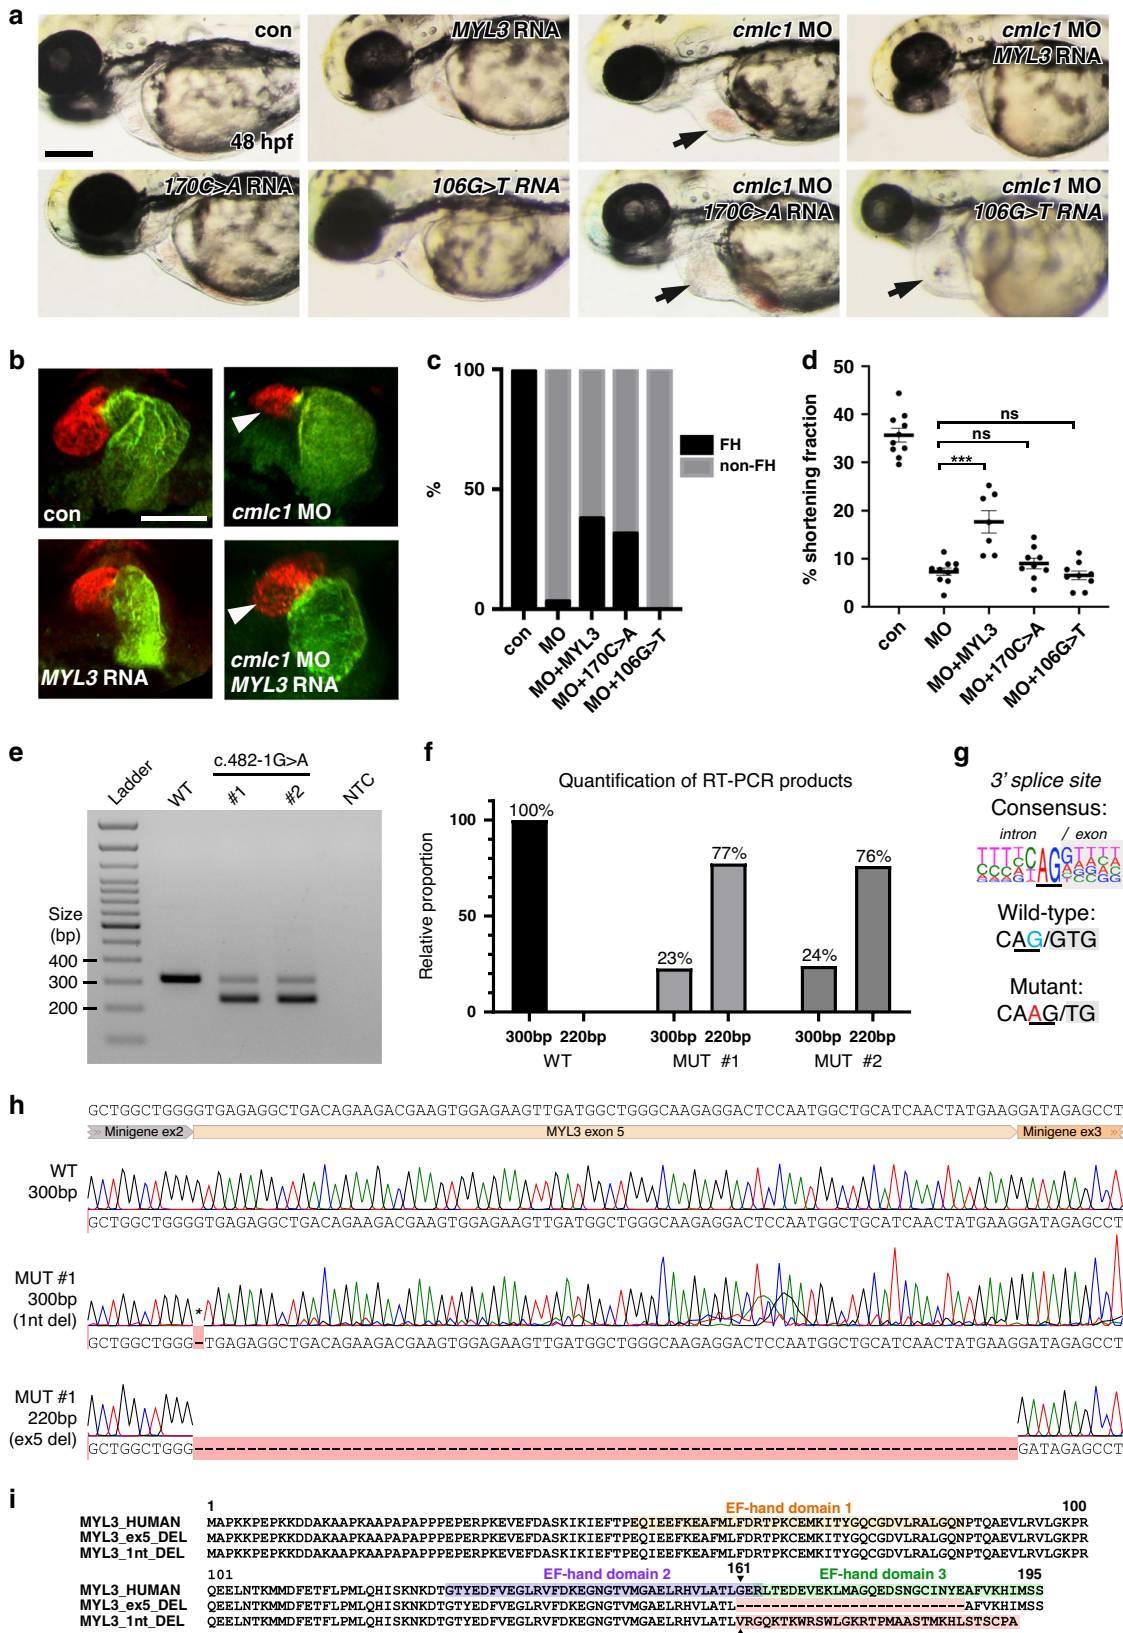 a
con
48 hpf
MYL3 RNA
cmlc1 MO
cmlc1 MO
MYL3 RNA
170C>A RNA
106G>T RNA
cmlc1 MO
170C>A RNA
cmlc1 MO
106G>T RNA
b
con
cmlc1 MO
MYL3 RNA
cmlc1 MO
MYL3 RNA
c
100
50
0
%
FH
non-FH
con
MO
MO+MYL3
MO+170C>A
MO+106G>T
d
50
40
30
20
10
0
% shortening fraction
ns
ns
***
con
MO
MO+MYL3
MO+170C>A
MO+106G>T
e
c.482-1G>A
Ladder
WT
#1
#2
NTC
Size
(bp)
400
300
200
f
Quantification of RT-PCR products
Relative proportion
100
50
0
100%
23%
77%
24%
76%
300bp 220bp
300bp 220bp
300bp 220bp
WT
MUT #1
MUT #2
g
3' splice site
Consensus:
intron / exon
Wild-type:
CAG/GTG
Mutant:
CAAG/TG
h
GCTGGCTGGGGTGAGAGGCTGACAGAAGACGAAGTGGAGAAGTTGATGGCTGGGCAAGAGGACTCCAATGGCTGCATCAACTATGAAGGATAGAGCCT
Minigene ex2
MYL3 exon 5
Minigene ex3
WT
300bp
GCTGGCTGGGGTGAGAGGCTGACAGAAGACGAAGTGGAGAAGTTGATGGCTGGGCAAGAGGACTCCAATGGCTGCATCAACTATGAAGGATAGAGCCT
MUT #1
300bp
(1nt del)
*
GCTGGCTGGG-TGAGAGGCTGACAGAAGACGAAGTGGAGAAGTTGATGGCTGGGCAAGAGGACTCCAATGGCTGCATCAACTATGAAGGATAGAGCCT
MUT #1
220bp
(ex5 del)
GCTGGCTGGG------------------------------------------------------------------------------GATAGAGCCT
i
1
EF-hand domain 1
100
MYL3_HUMAN MAPKKPEPKKDDAKAAPKAAPAPAPPPEPERPKEVEFDASKIKIEFTPEQIEEFKEAFMLFDRTPKCEMKITYGQCGDVLRALGQNPTQAEVLRVLGKPR
MYL3_ex5_DEL MAPKKPEPKKDDAKAAPKAAPAPAPPPEPERPKEVEFDASKIKIEFTPEQIEEFKEAFMLFDRTPKCEMKITYGQCGDVLRALGQNPTQAEVLRVLGKPR
MYL3_1nt_DEL MAPKKPEPKKDDAKAAPKAAPAPAPPPEPERPKEVEFDASKIKIEFTPEQIEEFKEAFMLFDRTPKCEMKITYGQCGDVLRALGQNPTQAEVLRVLGKPR
101
EF-hand domain 2
161
EF-hand domain 3
195
MYL3_HUMAN QEELNTKMMDFETFLPMLQHISKNKDTGTYEDFVEGLRVFDKEGNGTVMGAELRHVLATLGERLTEDEVEKLMAGQEDSNGCINYEAFVKHIMSS
MYL3_ex5_DEL QEELNTKMMDFETFLPMLQHISKNKDTGTYEDFVEGLRVFDKEGNGTVMGAELRHVLATL--------------------------AFVKHIMSS
MYL3_1nt_DEL QEELNTKMMDFETFLPMLQHISKNKDTGTYEDFVEGLRVFDKEGNGTVMGAELRHVLATLVRGQKTKWRSWLGKRTPMAASTMKHLSTSCPA